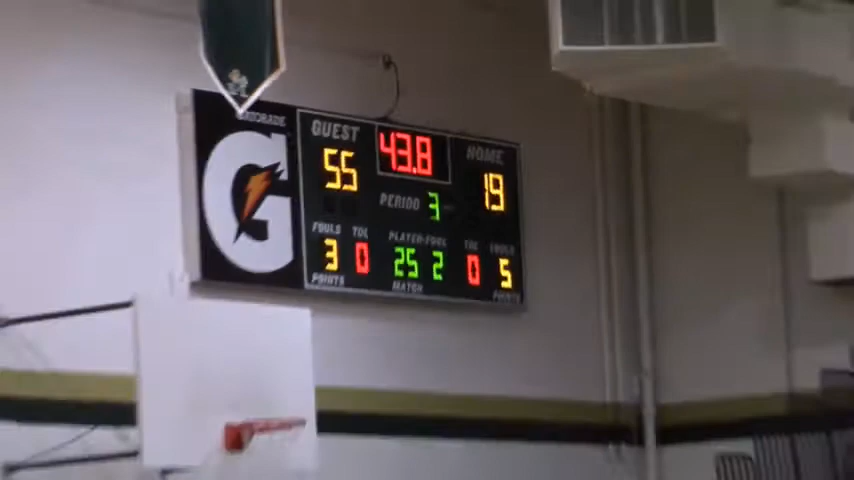 GATORADE
G
GUEST 43.8 HOME
55 PERIOD 3 19
FOULS TOL PLAYER-FOUL TOL FOULS
3 0 25 2 0 5
POINTS MATCH POINTS